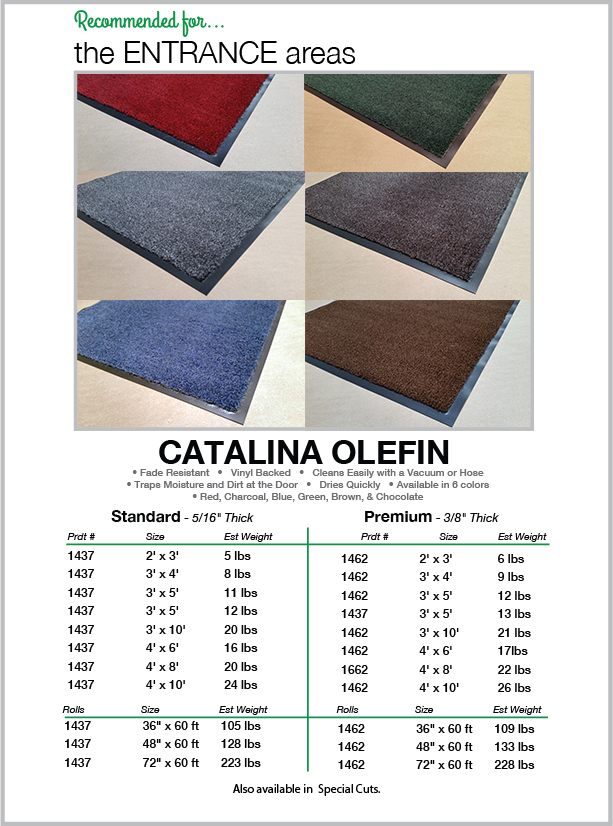 Recommended for...
the ENTRANCE areas
CATALINA OLEFIN
• Fade Resistant • Vinyl Backed • Cleans Easily with a Vacuum or Hose
• Traps Moisture and Dirt at the Door • Dries Quickly • Available in 6 colors
• Red, Charcoal, Blue, Green, Brown, & Chocolate
Standard - 5/16" Thick
Prdt # Size Est Weight
1437 2' x 3' 5 lbs
1437 3' x 4' 8 lbs
1437 3' x 5' 11 lbs
1437 3' x 5' 12 lbs
1437 3' x 10' 20 lbs
1437 4' x 6' 16 lbs
1437 4' x 8' 20 lbs
1437 4' x 10' 24 lbs
Rolls Size Est Weight
1437 36" x 60 ft 105 lbs
1437 48" x 60 ft 128 lbs
1437 72" x 60 ft 223 lbs
Premium - 3/8" Thick
Prdt # Size Est Weight
1462 2' x 3' 6 lbs
1462 3' x 4' 9 lbs
1462 3' x 5' 12 lbs
1437 3' x 5' 13 lbs
1462 3' x 10' 21 lbs
1462 4' x 6' 17lbs
1662 4' x 8' 22 lbs
1462 4' x 10' 26 lbs
Rolls Size Est Weight
1462 36" x 60 ft 109 lbs
1462 48" x 60 ft 133 lbs
1462 72" x 60 ft 228 lbs
Also available in Special Cuts.